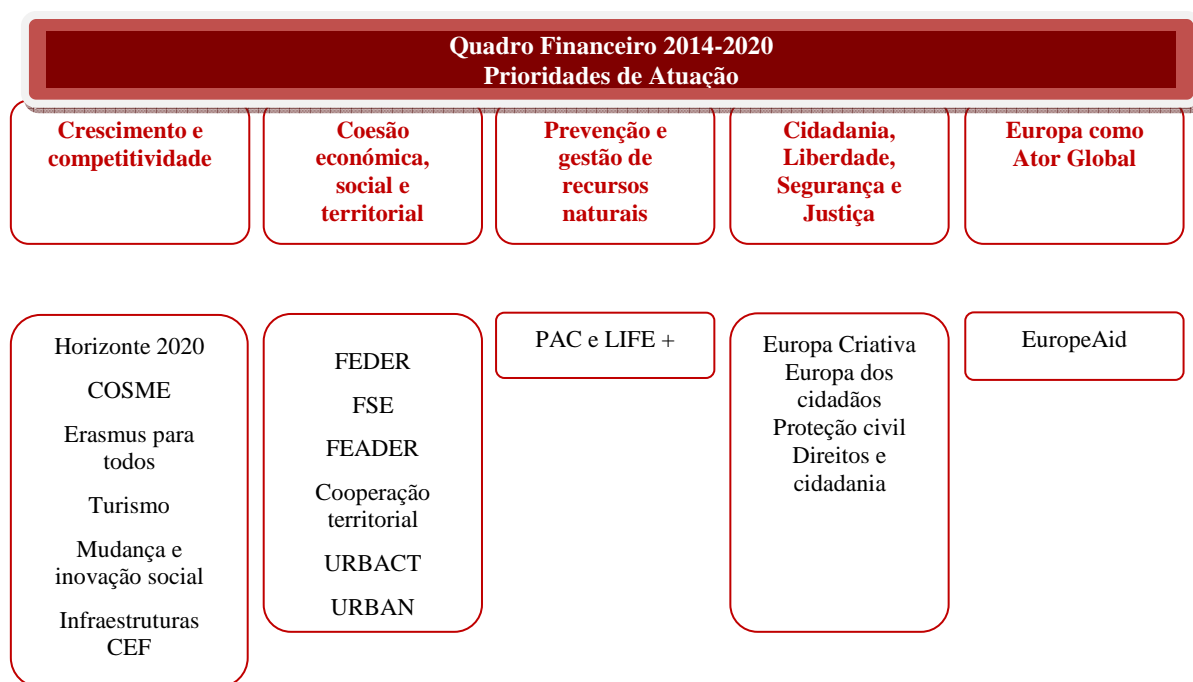 Quadro Financeiro 2014-2020
Prioridades de Atuação
Crescimento e
competitividade
Coesão
económica,
social e
territorial
Prevenção e
gestão de
recursos
naturais
Cidadania,
Liberdade,
Segurança e
Justiça
Europa como
Ator Global
Horizonte 2020
COSME
Erasmus para
todos
Turismo
Mudança e
inovação social
Infraestruturas
CEF
FEDER
FSE
FEADER
Cooperação
territorial
URBACT
URBAN
PAC e LIFE +
Europa Criativa
Europa dos
cidadãos
Proteção civil
Direitos e
cidadania
EuropeAid